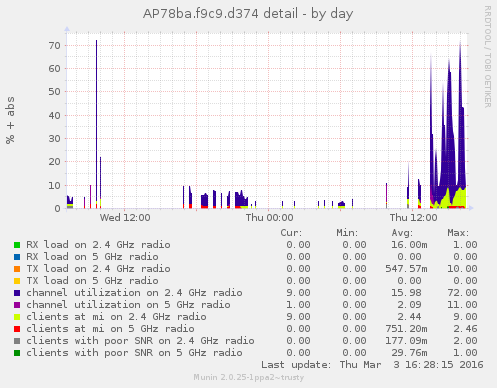 AP78ba.f9c9.d374 detail - by day
RRDTOOL / TOBI OETIKER
% + abs
70
60
50
40
30
20
10
0
Wed 12:00 Thu 00:00 Thu 12:00
Cur: Min: Avg: Max:
RX load on 2.4 GHz radio 0.00 0.00 16.00m 1.00
RX load on 5 GHz radio 0.00 0.00 0.00 0.00
TX load on 2.4 GHz radio 0.00 0.00 547.57m 10.00
TX load on 5 GHz radio 0.00 0.00 0.00 0.00
channel utilization on 2.4 GHz radio 9.00 0.00 15.98 72.00
channel utilization on 5 GHz radio 1.00 0.00 2.09 11.00
clients at mi on 2.4 GHz radio 9.00 0.00 2.44 9.00
clients at mi on 5 GHz radio 0.00 0.00 751.20m 2.46
clients with poor SNR on 2.4 GHz radio 0.00 0.00 177.09m 2.00
clients with poor SNR on 5 GHz radio 0.00 0.00 29.76m 1.00
Last update: Thu Mar 3 16:28:15 2016
Munin 2.0.25-1ppa2~trusty